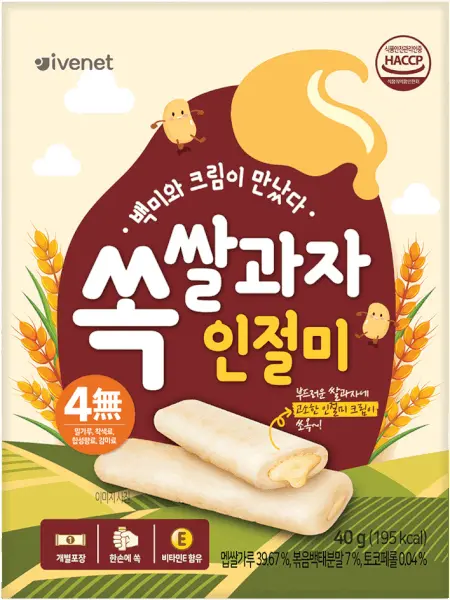 ivenet
식품안전관리인증
HACCP
식품의약품안전처
백미와 크림이 만났다
쏙 쌀과자
인절미
부드러운 쌀과자에
고소한 인절미 크림이
쏘옥~!
4無
밀가루, 착색료,
합성향료, 감미료
이미지 사진
1
E
개별포장
한손에 쏙
비타민E 함유
40 g (195 kcal)
멥쌀가루 39.67 %, 볶음백태분말 7 %, 토코페롤 0.04 %